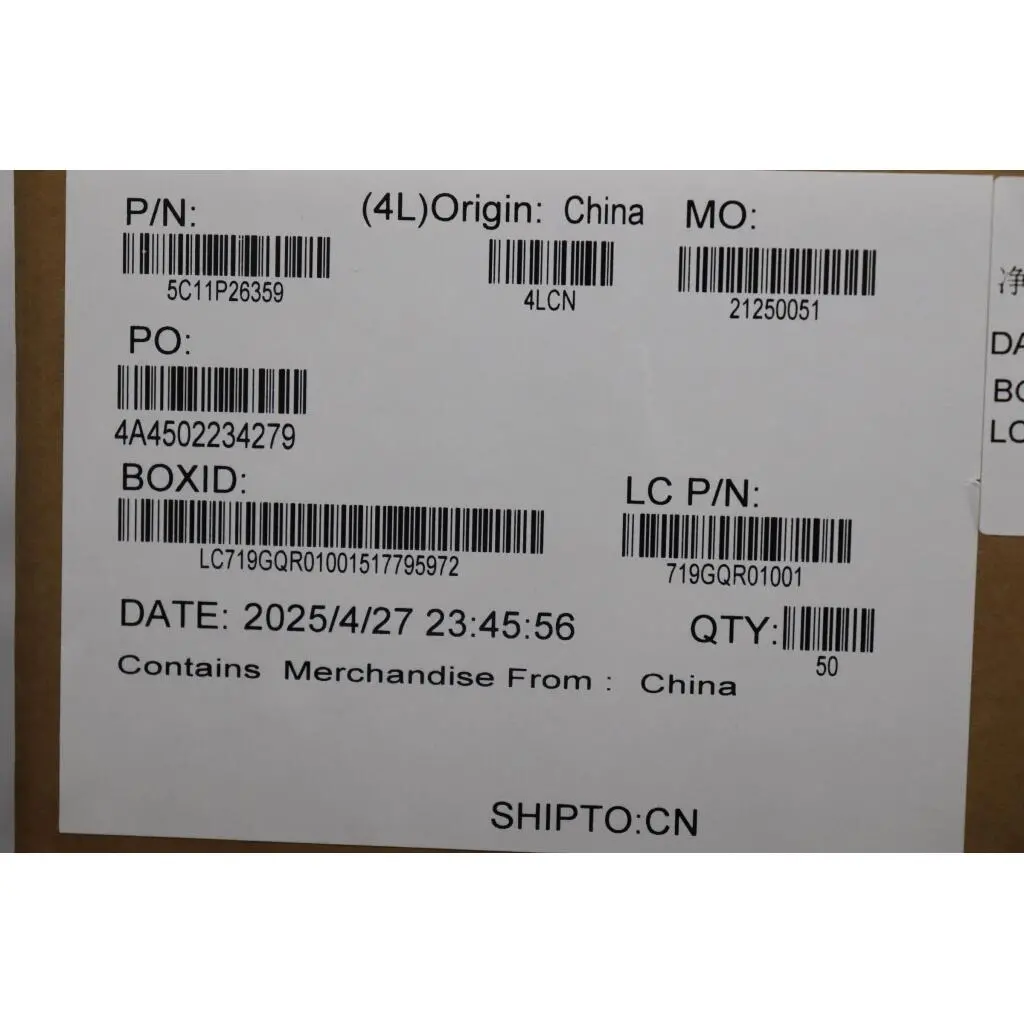 P/N: (4L)Origin: China MO:
5C11P26359 4LCN 21250051
PO:
4A4502234279
BOXID: LC P/N:
LC719GQR01001517795972 719GQR01001
DATE: 2025/4/27 23:45:56 QTY:
50
Contains Merchandise From : China
SHIPTO:CN
净
DA
BO
LC